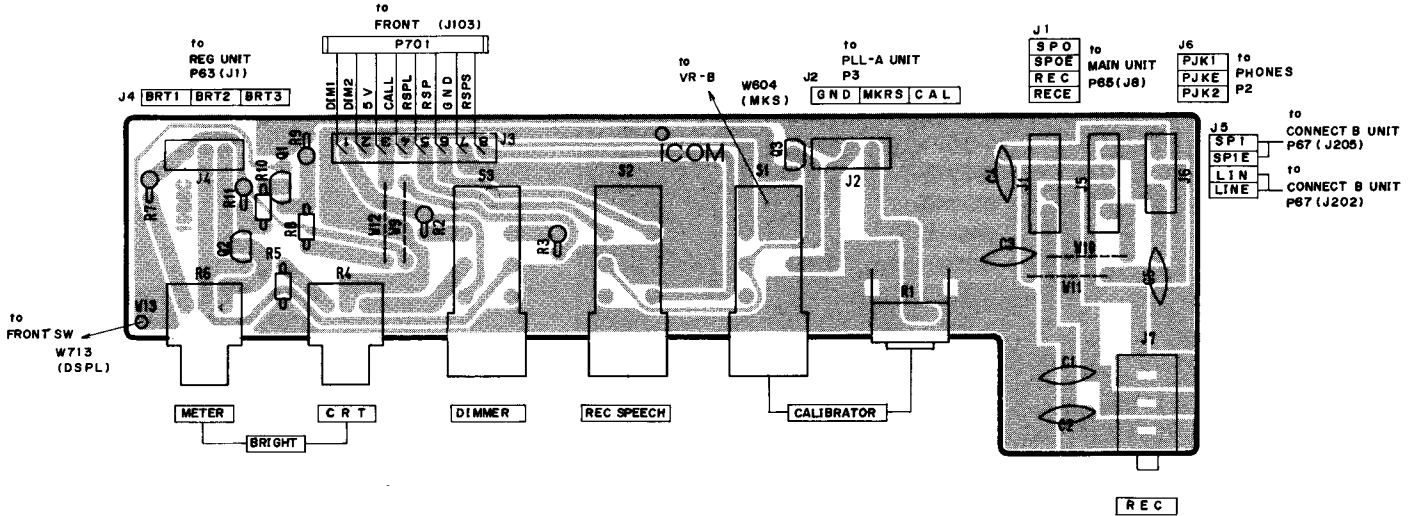 to
FRONT (J103)
P701
to
REG UNIT
P63 (J1)
J4 BRT1 BRT2 BRT3
DIM1
DIM2
5V
CALL
RSPL
RSP
GND
RSPS
to
VR-B
W604
(MKS)
to
PLL-A UNIT
P3
J2
GND MKRS CAL
J1
SPO
SPOE
REC
RECE
to
MAIN UNIT
P65 (J8)
J6
PJK1
PJKE
PJK2
to
PHONES
P2
J5
SP1
SP1E
LIN
LINE
to
CONNECT B UNIT
P67 (J205)
to
CONNECT B UNIT
P67 (J202)
1 2 3 4 5 6 7 8
J3
ICOM
J4
R7
R11
R10
Q1
R9
Q2
R8
R5
R6
R4
W13
W12
W9
R2
R3
S3
S2
S1
Q3
J2
R1
C4
J1
J5
J6
C3
W10
W11
J7
C1
C2
to
FRONT SW
W713
(DSPL)
METER
CRT
BRIGHT
DIMMER
REC SPEECH
CALIBRATOR
REC